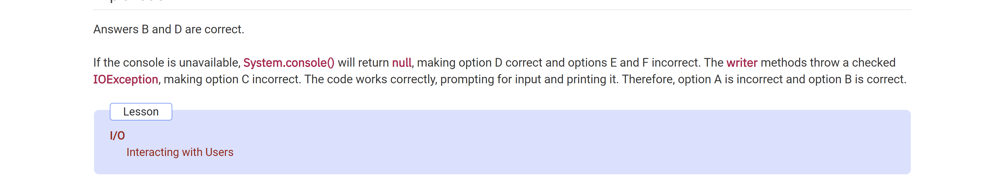 Answers B and D are correct.
If the console is unavailable, System.console() will return null, making option D correct and options E and F incorrect. The writer methods throw a checked
IOException, making option C incorrect. The code works correctly, prompting for input and printing it. Therefore, option A is incorrect and option B is correct.
Lesson
I/O
Interacting with Users